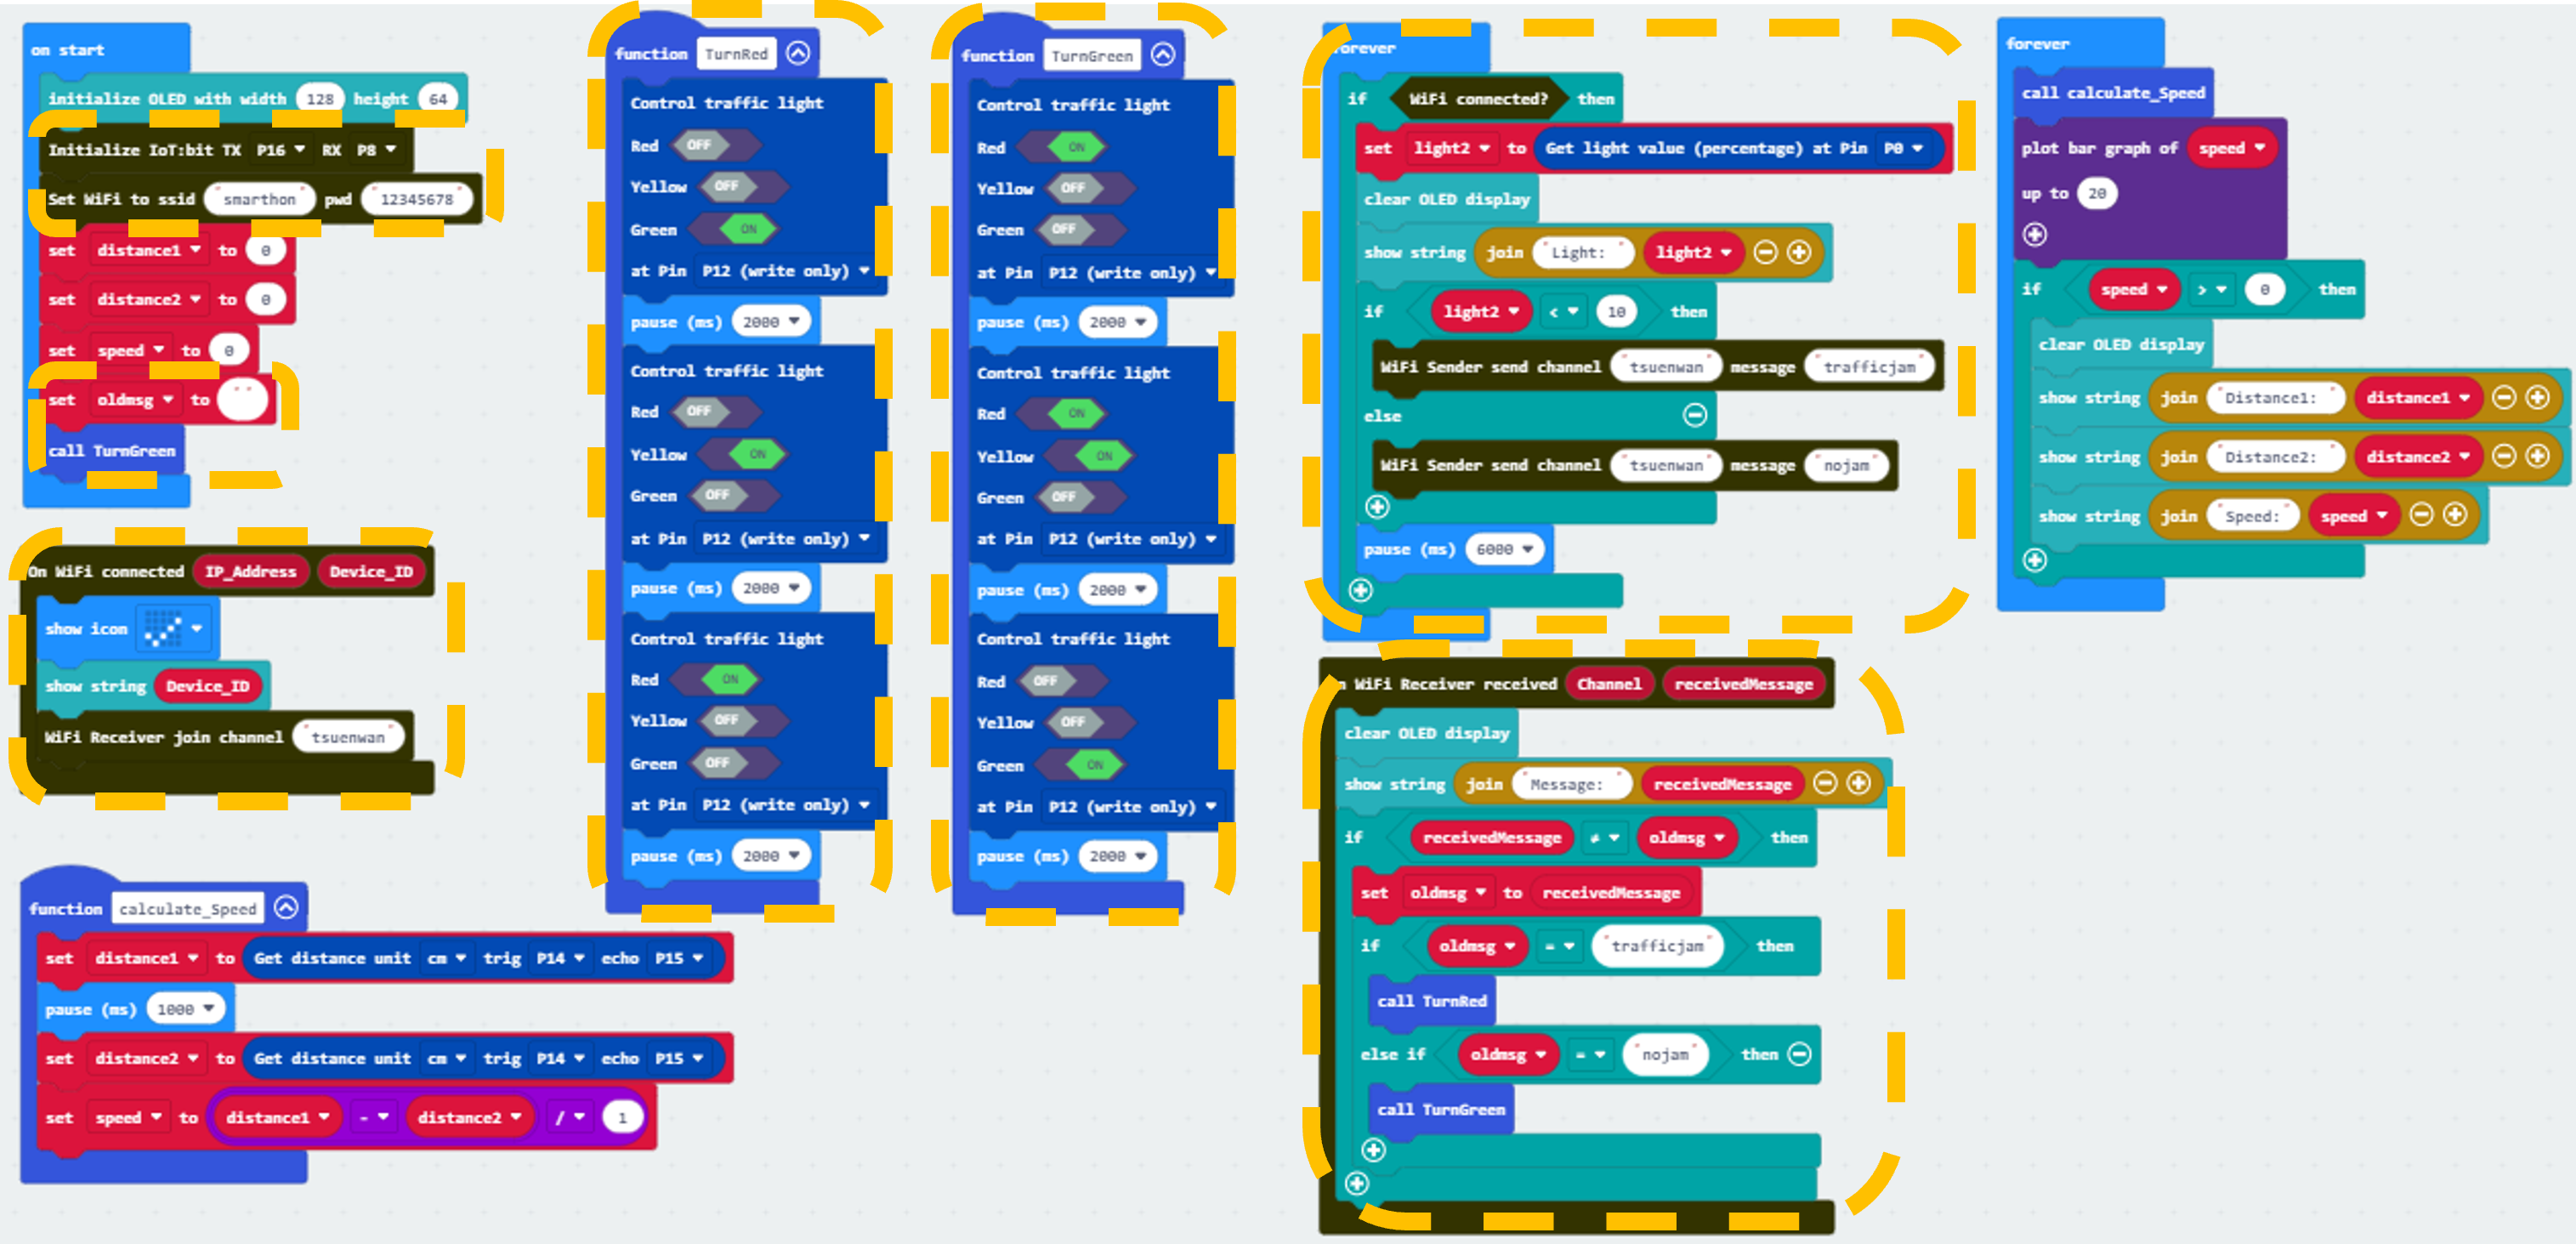 on start
initialize OLED with width 128 height 64
Initialize IoT:bit TX P16 RX P8
Set WiFi to ssid "smarthon" pwd "12345678"
set distance1 to 0
set distance2 to 0
set speed to 0
set oldmsg to " "
call TurnGreen
On WiFi connected IP_Address Device_ID
show icon
show string Device_ID
WiFi Receiver join channel "tsuenwan"
function calculate_Speed
set distance1 to Get distance unit cm trig P14 echo P15
pause (ms) 1000
set distance2 to Get distance unit cm trig P14 echo P15
set speed to distance1 - distance2 / 1
function TurnRed
Control traffic light
Red OFF
Yellow OFF
Green ON
at Pin P12 (write only)
pause (ms) 2000
Control traffic light
Red OFF
Yellow ON
Green OFF
at Pin P12 (write only)
pause (ms) 2000
Control traffic light
Red ON
Yellow OFF
Green OFF
at Pin P12 (write only)
pause (ms) 2000
function TurnGreen
Control traffic light
Red ON
Yellow OFF
Green OFF
at Pin P12 (write only)
pause (ms) 2000
Control traffic light
Red ON
Yellow ON
Green OFF
at Pin P12 (write only)
pause (ms) 2000
Control traffic light
Red OFF
Yellow OFF
Green ON
at Pin P12 (write only)
pause (ms) 2000
forever
if WiFi connected? then
set light2 to Get light value (percentage) at Pin P0
clear OLED display
show string join "Light: " light2
if light2 < 10 then
WiFi Sender send channel "tsuenwan" message "trafficjam"
else
WiFi Sender send channel "tsuenwan" message "nojam"
pause (ms) 6000
n WiFi Receiver received Channel receivedMessage
clear OLED display
show string join "Message: " receivedMessage
if receivedMessage ≠ oldmsg then
set oldmsg to receivedMessage
if oldmsg = "trafficjam" then
call TurnRed
else if oldmsg = "nojam" then
call TurnGreen
forever
call calculate_Speed
plot bar graph of speed
up to 20
if speed > 0 then
clear OLED display
show string join "Distance1: " distance1
show string join "Distance2: " distance2
show string join "Speed: " speed